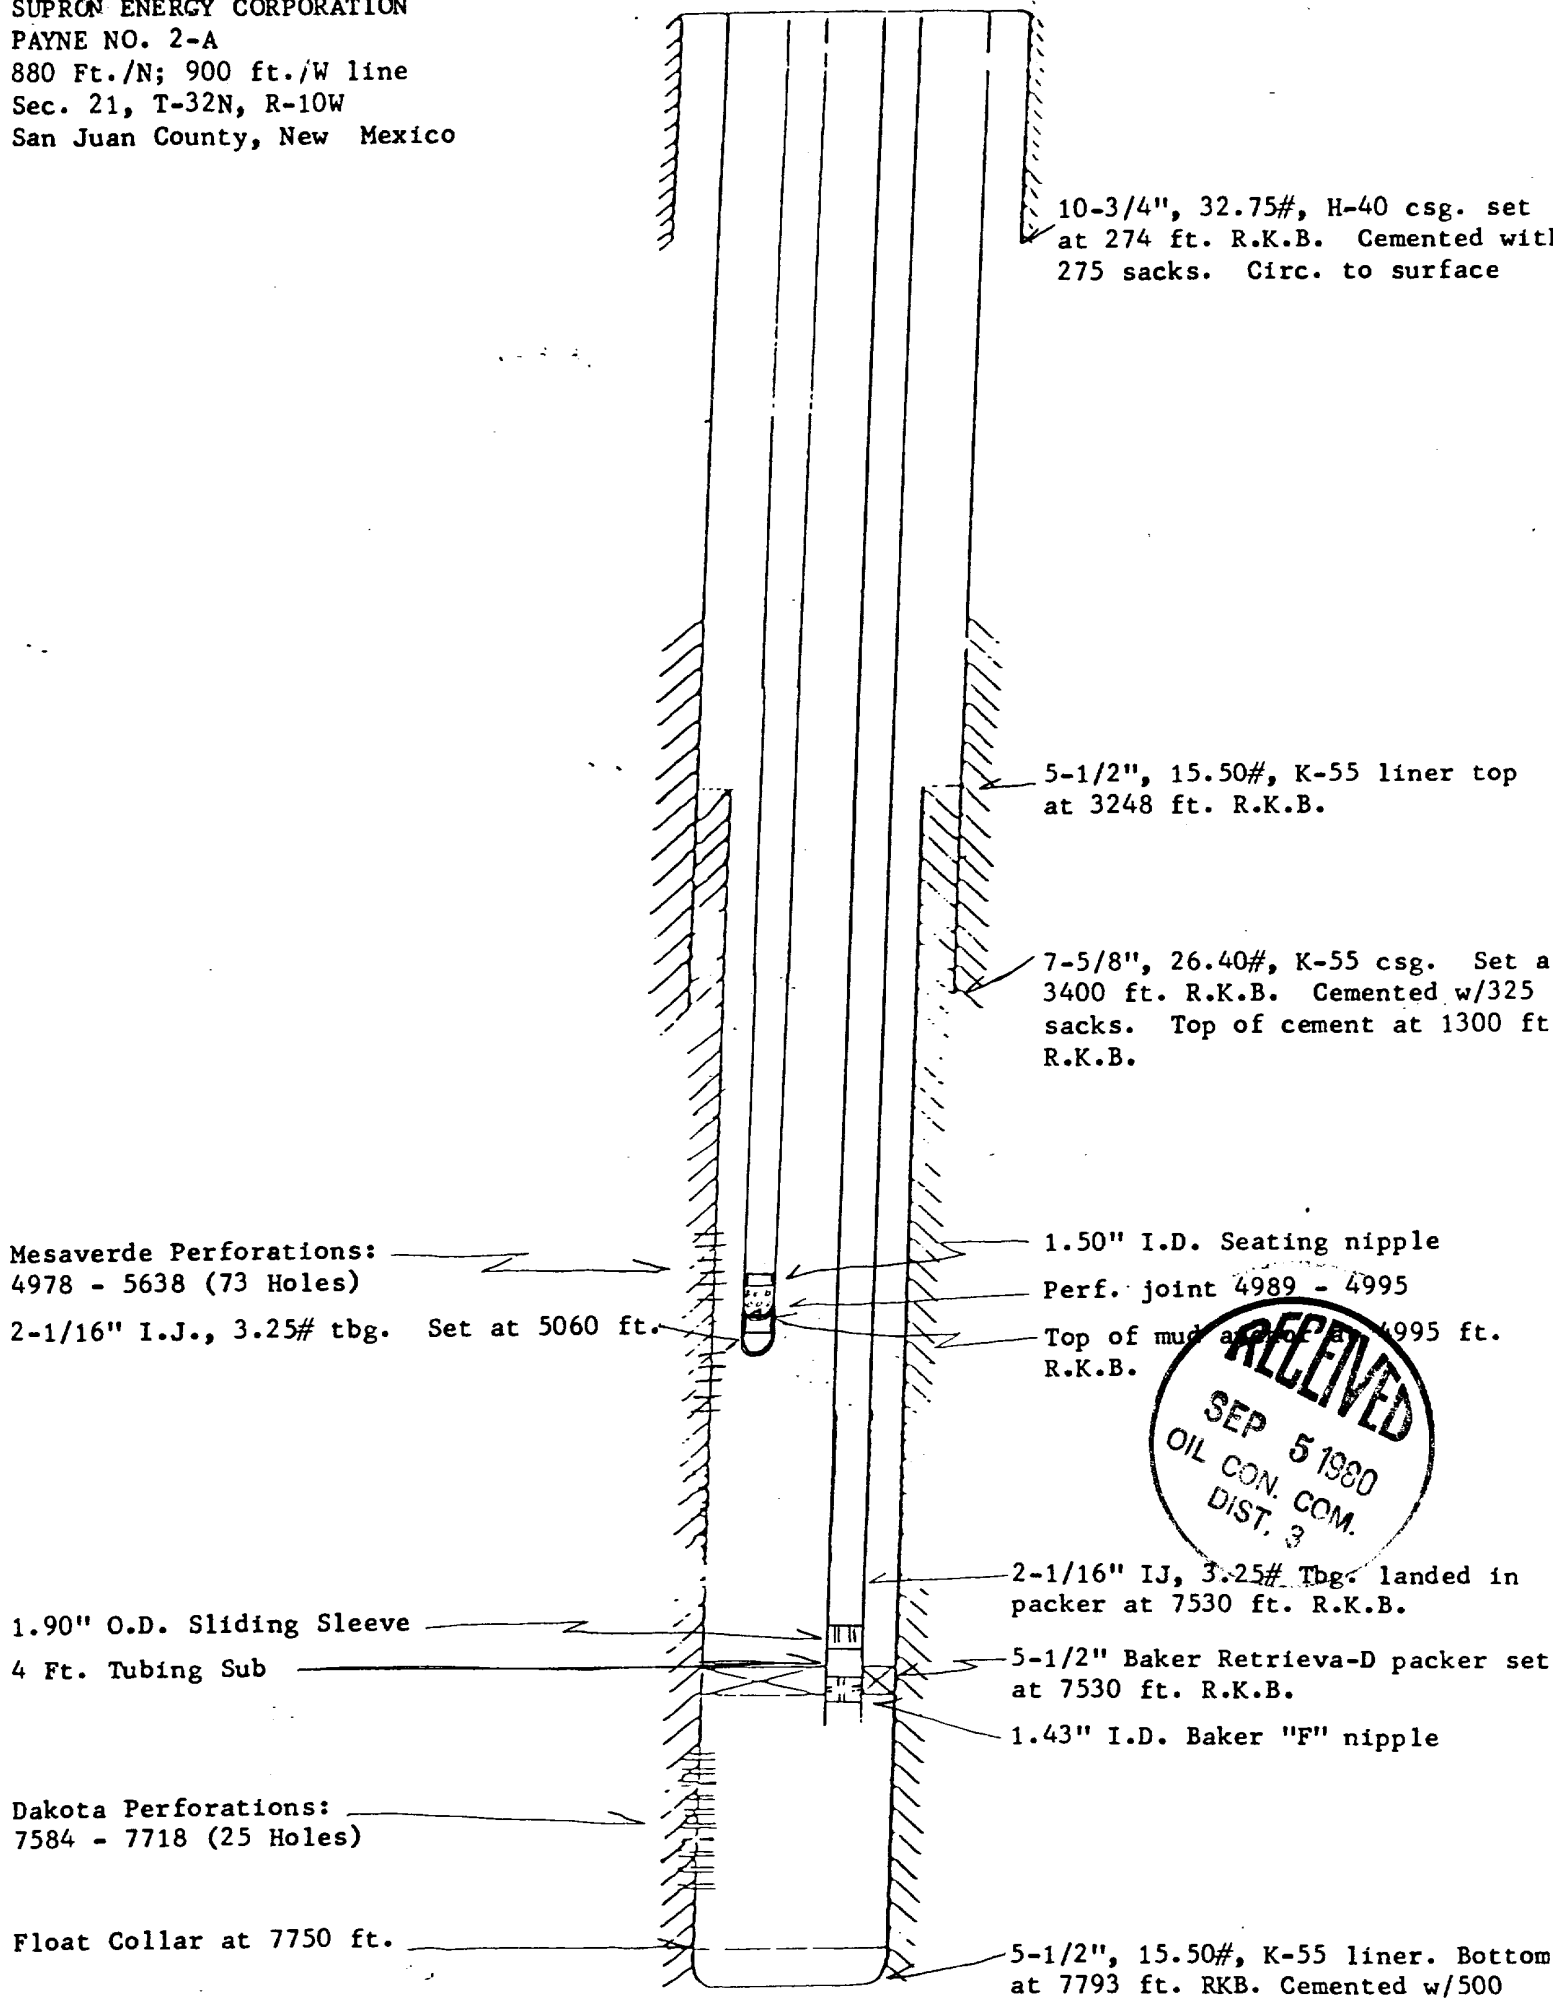 SUPRON ENERGY CORPORATION
PAYNE NO. 2-A
880 Ft./N; 900 ft./W line
Sec. 21, T-32N, R-10W
San Juan County, New Mexico
10-3/4", 32.75#, H-40 csg. set
at 274 ft. R.K.B. Cemented with
275 sacks. Circ. to surface
5-1/2", 15.50#, K-55 liner top
at 3248 ft. R.K.B.
7-5/8", 26.40#, K-55 csg. Set a
3400 ft. R.K.B. Cemented w/325
sacks. Top of cement at 1300 ft
R.K.B.
Mesaverde Perforations:
4978 - 5638 (73 Holes)
2-1/16" I.J., 3.25# tbg. Set at 5060 ft.
1.50" I.D. Seating nipple
Perf. joint 4989 - 4995
Top of mud anchor at 4995 ft.
R.K.B.
RECEIVED
SEP 5 1980
OIL CON. COM.
DIST. 3
2-1/16" IJ, 3.25# Tbg. landed in
packer at 7530 ft. R.K.B.
1.90" O.D. Sliding Sleeve
4 Ft. Tubing Sub
5-1/2" Baker Retrieva-D packer set
at 7530 ft. R.K.B.
1.43" I.D. Baker "F" nipple
Dakota Perforations:
7584 - 7718 (25 Holes)
Float Collar at 7750 ft.
5-1/2", 15.50#, K-55 liner. Bottom
at 7793 ft. RKB. Cemented w/500